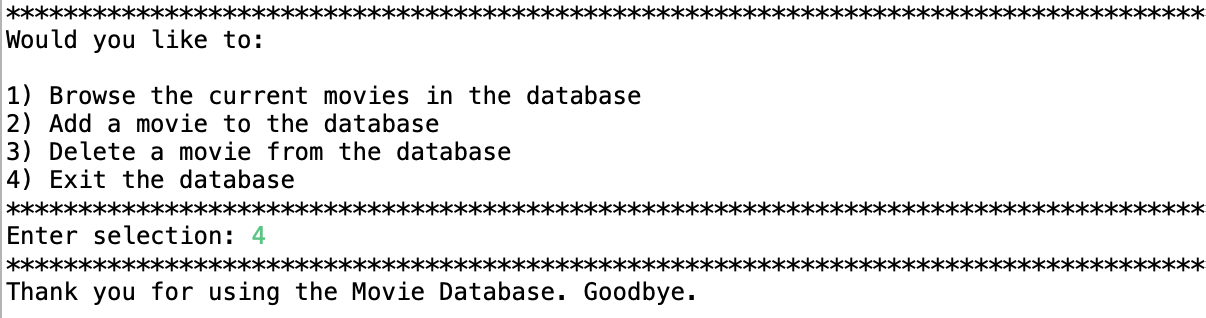 ***********************************************************************************
Would you like to:

1) Browse the current movies in the database
2) Add a movie to the database
3) Delete a movie from the database
4) Exit the database
***********************************************************************************
Enter selection: 4
***********************************************************************************
Thank you for using the Movie Database. Goodbye.